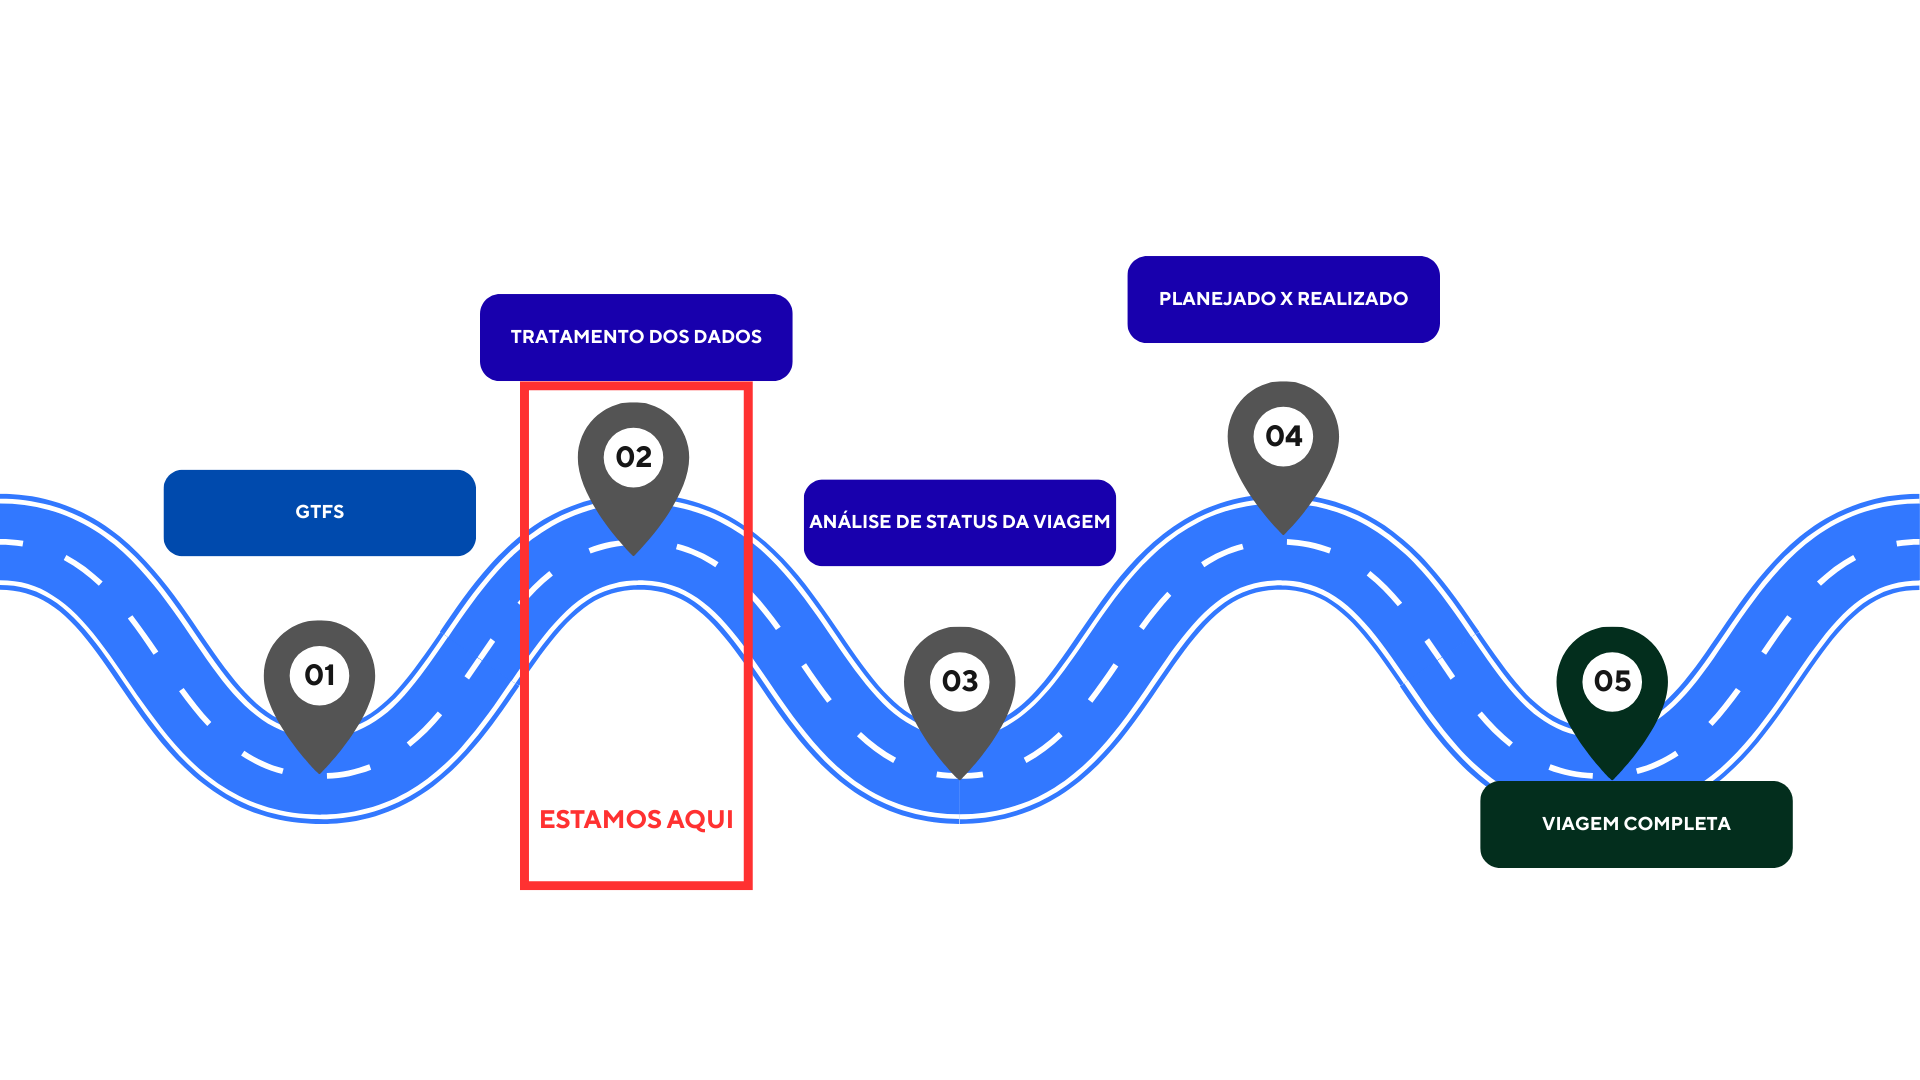 GTFS
01
TRATAMENTO DOS DADOS
02
ESTAMOS AQUI
ANÁLISE DE STATUS DA VIAGEM
03
PLANEJADO X REALIZADO
04
05
VIAGEM COMPLETA